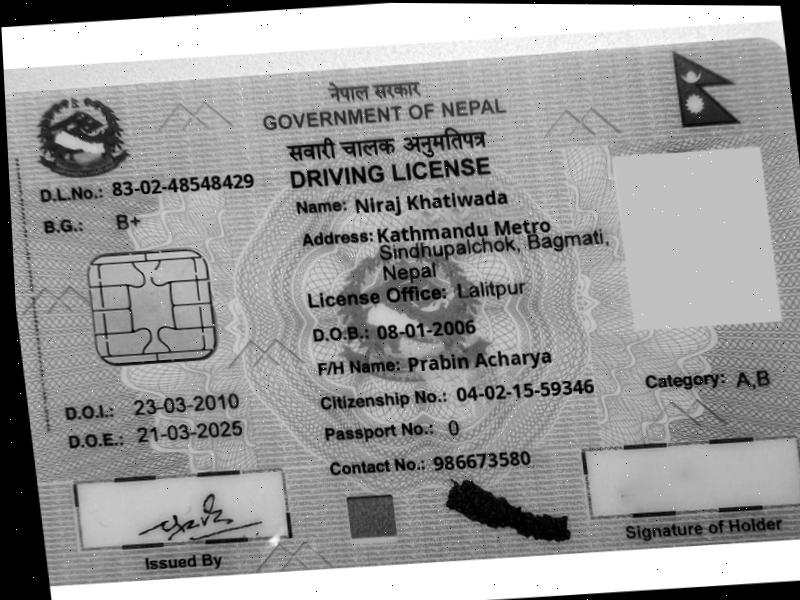 नेपाल सरकार
GOVERNMENT OF NEPAL
सवारी चालक अनुमतिपत्र
DRIVING LICENSE
D.L.No.: 83-02-48548429
B.G.: B+
Name: Niraj Khatiwada
Address: Kathmandu Metro
Sindhupalchok, Bagmati,
Nepal
License Office: Lalitpur
D.O.B.: 08-01-2006
F/H Name: Prabin Acharya
Citizenship No.: 04-02-15-59346
Category: A,B
D.O.I.: 23-03-2010
Passport No.: 0
D.O.E.: 21-03-2025
Contact No.: 986673580
Issued By
Signature of Holder